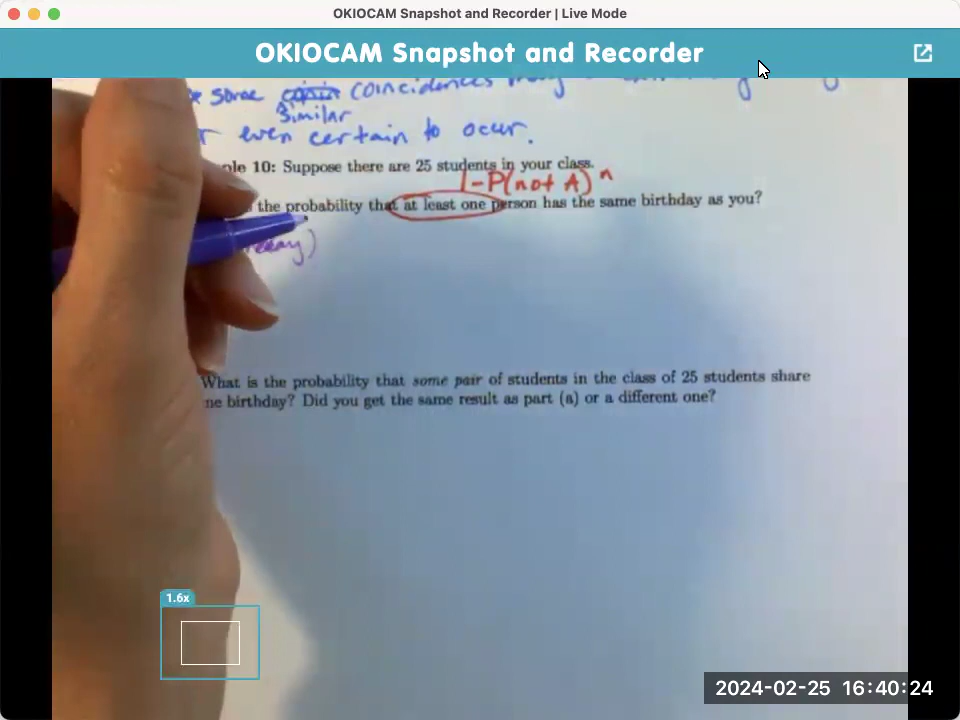 OKIOCAM Snapshot and Recorder | Live Mode
OKIOCAM Snapshot and Recorder
some coincidences
similar
even certain to occur.
10: Suppose there are 25 students in your class.
1-P(not A)ⁿ
the probability that at least one person has the same birthday as you?
What is the probability that some pair of students in the class of 25 students share
birthday? Did you get the same result as part (a) or a different one?
1.6x
2024-02-25 16:40:24